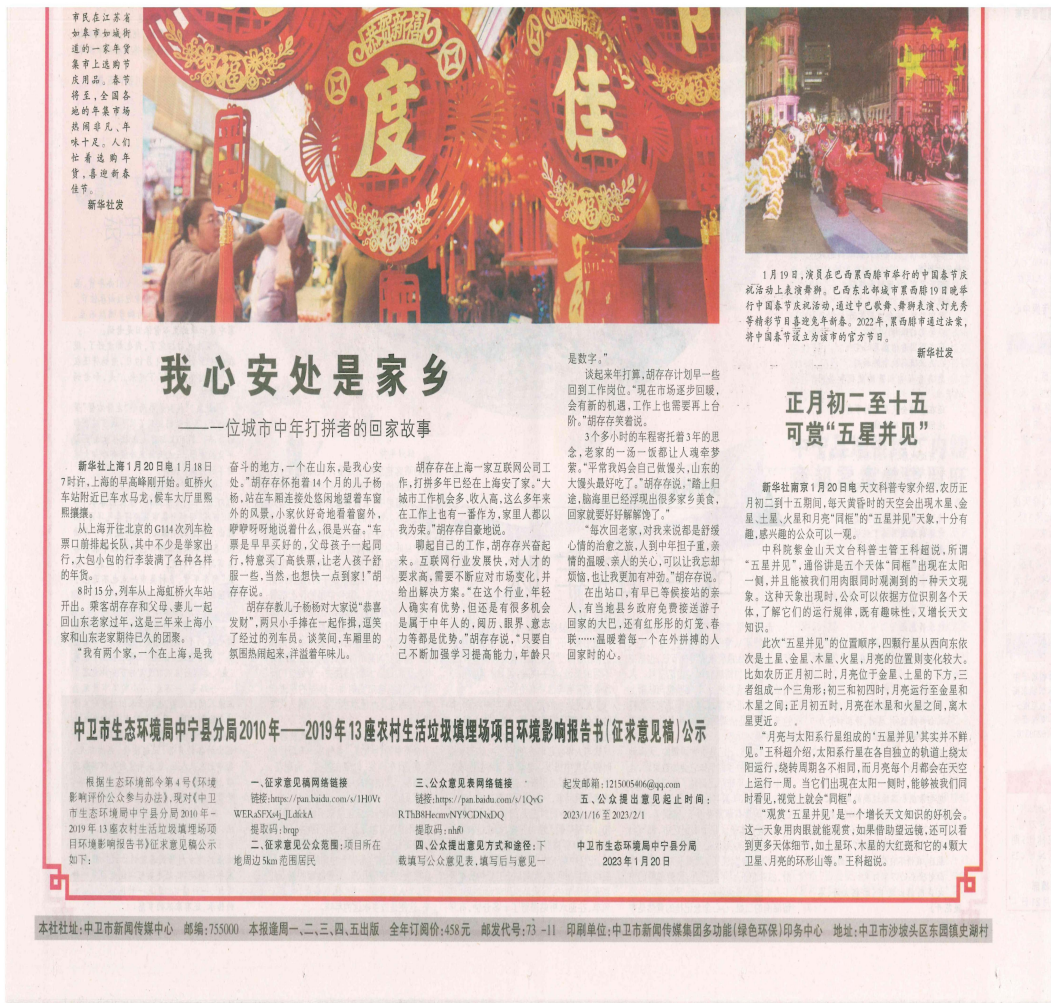 市民在江苏省
如皋市如城街
道的一家年货
集市上选购节
庆用品。春节
将至，全国各
地的年集市场
热闹非凡、年
味十足。人们
忙着选购年
货，喜迎新春
佳节。
新华社发
恭贺新禧
度
福
佳
福
1月19日，演员在巴西累西腓市举行的中国春节庆
祝活动上表演舞狮。巴西东北部城市累西腓19日晚举
行中国春节庆祝活动，通过中巴歌舞、舞狮表演、灯光秀
等精彩节目喜迎兔年新春。2022年，累西腓市通过法案，
将中国春节设立为该市的官方节日。
新华社发
我心安处是家乡
——一位城市中年打拼者的回家故事
新华社上海1月20日电 1月18日
7时许，上海的早高峰刚开始。虹桥火
车站附近已车水马龙，候车大厅里熙
熙攘攘。
从上海开往北京的G114次列车检
票口前排起长队，其中不少是举家出
行，大包小包的行李装满了各种各样
的年货。
8时15分，列车从上海虹桥火车站
开出。乘客胡存存和父母、妻儿一起
回山东老家过年，这是三年来上海小
家和山东老家期待已久的团聚。
“我有两个家，一个在上海，是我
奋斗的地方，一个在山东，是我心安
处。”胡存存怀抱着14个月的儿子杨
杨，站在车厢连接处悠闲地望着车窗
外的风景，小家伙好奇地看着窗外，
咿咿呀呀地说着什么，很是兴奋。“车
票是早早买好的，父母孩子一起同
行，特意买了高铁票，让老人孩子舒
服一些，当然，也想快一点到家！”胡
存存说。
胡存存教儿子杨杨对大家说“恭喜
发财”，两只小手捧在一起作揖，逗笑
了经过的列车员。谈笑间，车厢里的
氛围热闹起来，洋溢着年味儿。
胡存存在上海一家互联网公司工
作，打拼多年已经在上海安了家。“大
城市工作机会多、收入高，这么多年来
在工作上也有一番作为，家里人都以
我为荣。”胡存存自豪地说。
聊起自己的工作，胡存存兴奋起
来。互联网行业发展快，对人才的
要求高，需要不断应对市场变化，并
给出解决方案。“在这个行业，年轻
人确实有优势，但还是有很多机会
是属于中年人的，阅历、眼界、意志
力等都是优势。”胡存存说，“只要自
己不断加强学习提高能力，年龄只
是数字。”
谈起来年打算，胡存存计划早一些
回到工作岗位。“现在市场逐步回暖，
会有新的机遇，工作上也需要再上台
阶。”胡存存笑着说。
3个多小时的车程寄托着3年的思
念，老家的一汤一饭都让人魂牵梦
萦。“平常我妈会自己做馒头，山东的
大馒头最好吃了。”胡存存说，“踏上归
途，脑海里已经浮现出很多家乡美食，
回家就要好好解解馋了。”
“每次回老家，对我来说都是舒缓
心情的治愈之旅，人到中年担子重，亲
情的温暖、亲人的关心，可以让我忘却
烦恼，也让我更加有冲劲。”胡存存说。
在出站口，有早已等候接站的亲
人，有当地县乡政府免费接送游子
回家的大巴，还有红彤彤的灯笼、春
联……温暖着每一个在外拼搏的人
回家时的心。
正月初二至十五
可赏“五星并见”
新华社南京1月20日电 天文科普专家介绍，农历正
月初二到十五期间，每天黄昏时的天空会出现木星、金
星、土星、火星和月亮“同框”的“五星并见”天象，十分有
趣，感兴趣的公众可以一观。
中科院紫金山天文台科普主管王科超说，所谓
“五星并见”，通俗讲是五个天体“同框”出现在太阳
一侧，并且能被我们用肉眼同时观测到的一种天文现
象。这种天象出现时，公众可以依据方位识别各个天
体，了解它们的运行规律，既有趣味性，又增长天文
知识。
此次“五星并见”的位置顺序，四颗行星从西向东依
次是土星、金星、木星、火星，月亮的位置则变化较大。
比如农历正月初二时，月亮位于金星、土星的下方，三
者组成一个三角形；初三和初四时，月亮运行至金星和
木星之间；正月初五时，月亮在木星和火星之间，离木
星更近。
“月亮与太阳系行星组成的‘五星并见’其实并不鲜
见。”王科超介绍，太阳系行星在各自独立的轨道上绕太
阳运行，绕转周期各不相同，而月亮每个月都会在天空
上运行一周。当它们出现在太阳一侧时，能够被我们同
时看见，视觉上就会“同框”。
“观赏‘五星并见’是一个增长天文知识的好机会。
这一天象用肉眼就能观赏，如果借助望远镜，还可以看
到更多天体细节，如土星环、木星的大红斑和它的4颗大
卫星、月亮的环形山等。”王科超说。
中卫市生态环境局中宁县分局2010年——2019年13座农村生活垃圾填埋场项目环境影响报告书（征求意见稿）公示
根据生态环境部令第4号《环境
影响评价公众参与办法》，现对《中卫
市生态环境局中宁县分局2010年-
2019年13座农村生活垃圾填埋场项
目环境影响报告书》征求意见稿公示
如下：
一、征求意见稿网络链接
链接：https://pan.baidu.com/s/1H0Vt
WERaSFXs4j_JLdfckA
提取码：brqp
二、征求意见公众范围：项目所在
地周边5km范围居民
三、公众意见表网络链接
链接：https://pan.baidu.com/s/1QvG
RThB8HecmvNY9CDNxDQ
提取码：nhf0
四、公众提出意见方式和途径：下
载填写公众意见表，填写后与意见一
起发邮箱：1215005406@qq.com
五、公众提出意见起止时间：
2023/1/16 至 2023/2/1
中卫市生态环境局中宁县分局
2023年1月20日
本社社址：中卫市新闻传媒中心 邮编：755000 本报逢周一、二、三、四、五出版 全年订阅价：458元 邮发代号：73-11 印刷单位：中卫市新闻传媒集团多功能（绿色环保）印务中心 地址：中卫市沙坡头区东园镇史湖村